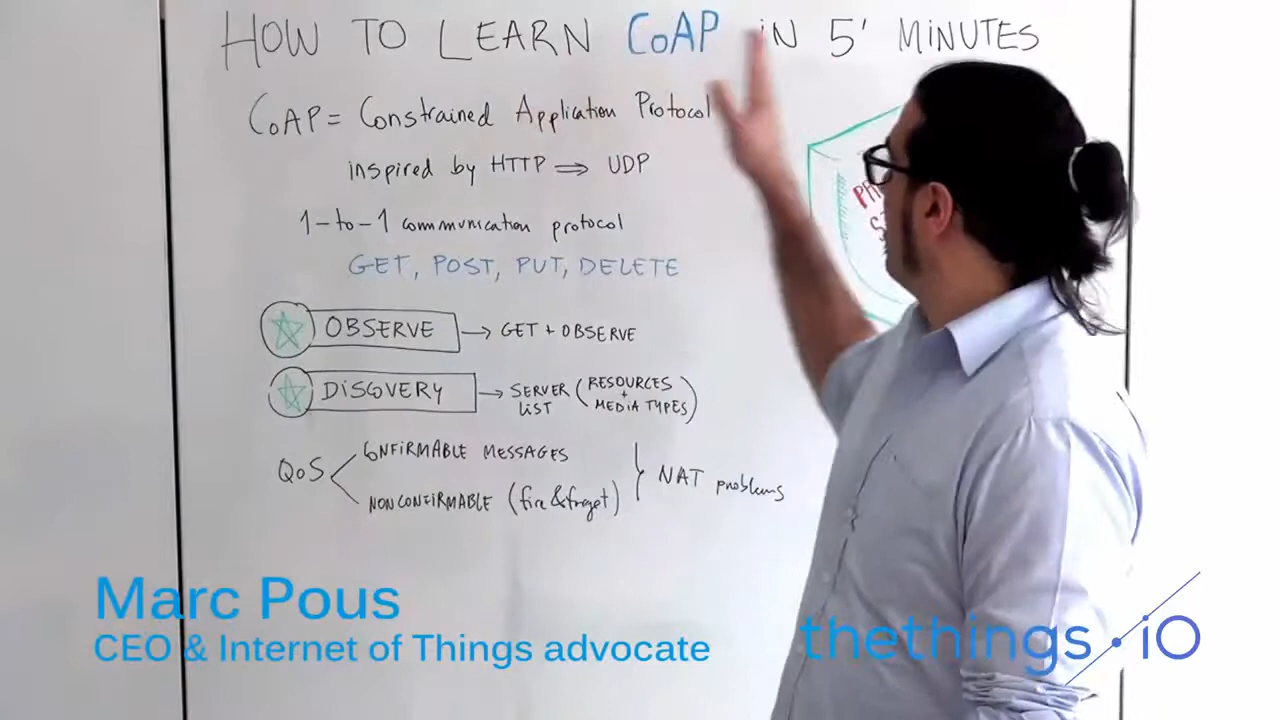 HOW TO LEARN CoAP iN 5' MiNUTES
CoAP = Constrained Application Protocol
inspired by HTTP ⇒ UDP
1-to-1 communication protocol
GET, POST, PUT, DELETE
OBSERVE → GET + OBSERVE
DiSCOVERY → SERVER LiST (RESOURCES + MEDiA TYPES)
QoS
CONFiRMABLE MESSAGES
NONCONFiRMABLE (fire & forget)
NAT problems
Marc Pous
CEO & Internet of Things advocate
thethings.iO